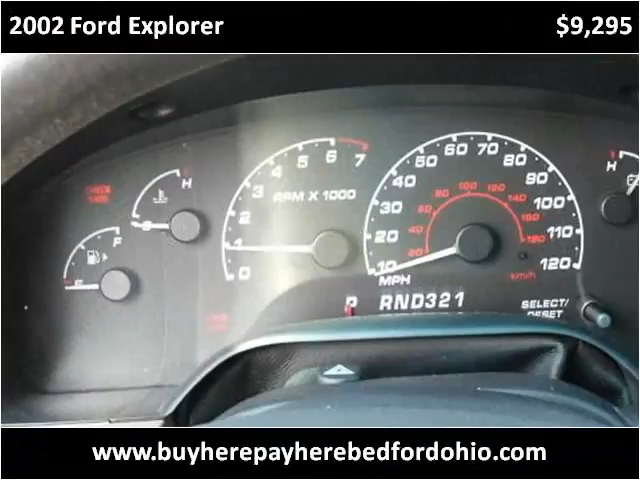 2002 Ford Explorer
$9,295
H
F
0
1
2
3
4
5
6
7
RPM X 1000
10
20
30
40
50
60
70
80
90
100
110
120
MPH
20
40
60
80
100
120
140
160
180
km/h
H
P RND321
SELECT/
RESET
www.buyherepayherebedfordohio.com